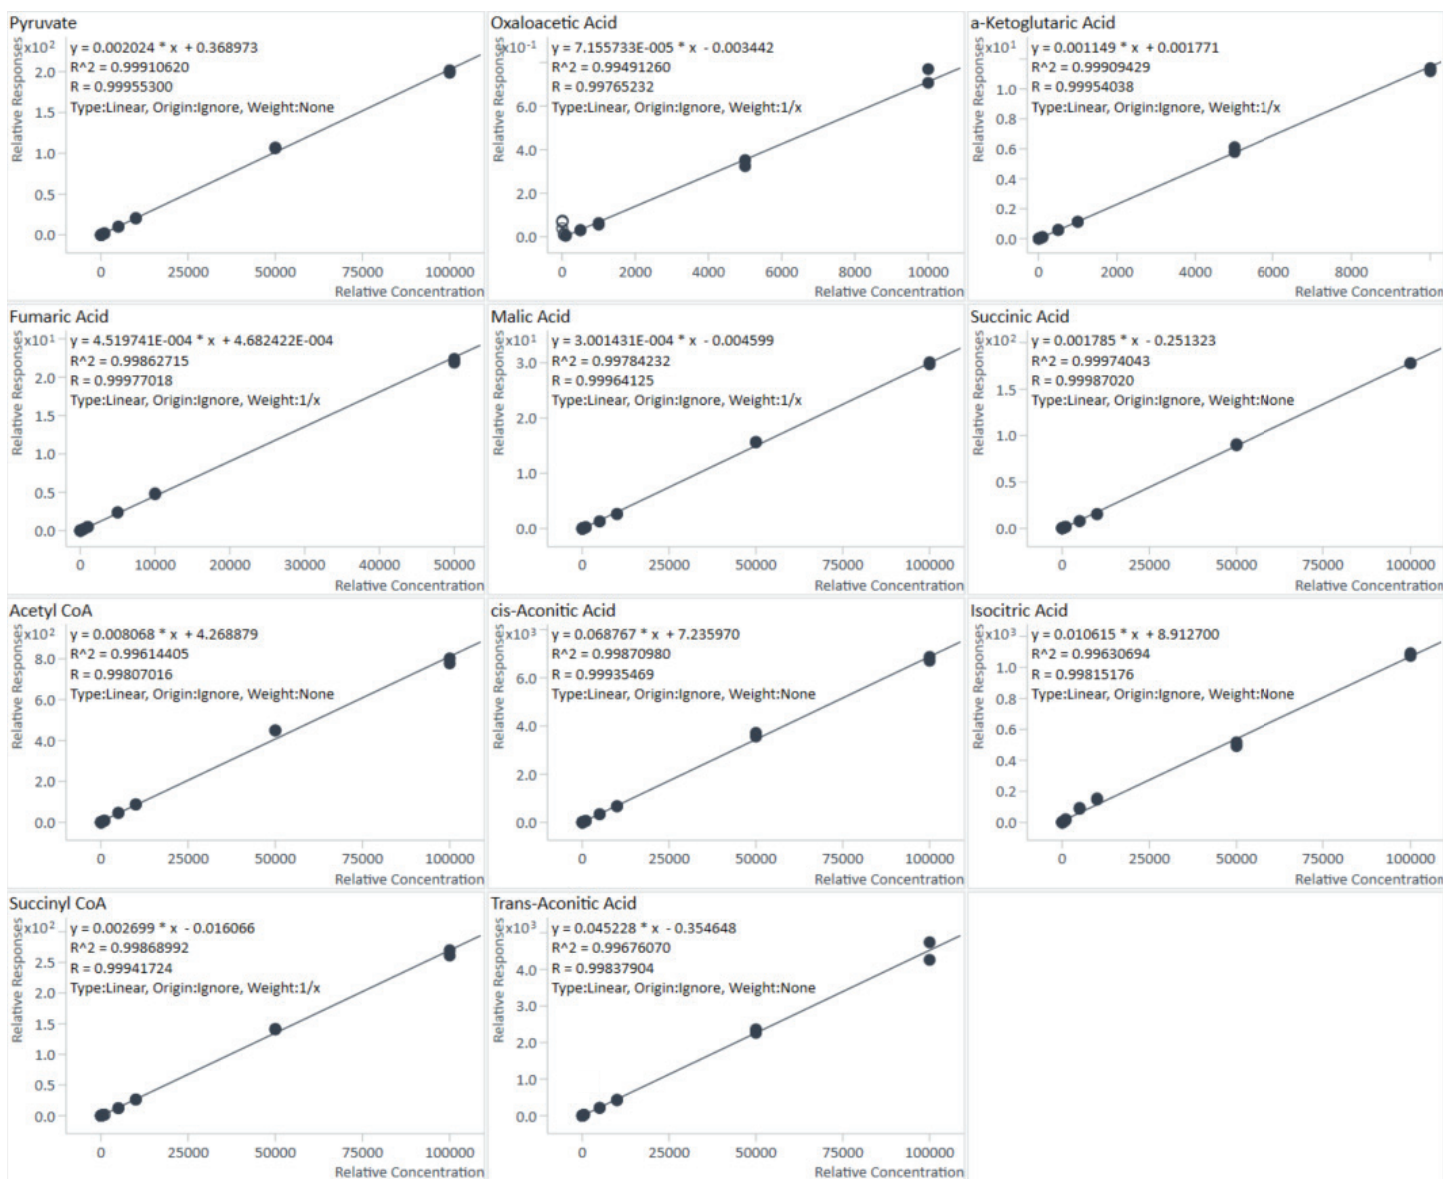 Pyruvate
x10²
y = 0.002024 * x + 0.368973
R^2 = 0.99910620
R = 0.99955300
Type:Linear, Origin:Ignore, Weight:None
Relative Responses
2.0
1.5
1.0
0.5
0.0
0 25000 50000 75000 100000
Relative Concentration
Oxaloacetic Acid
x10⁻¹
y = 7.155733E-005 * x - 0.003442
R^2 = 0.99491260
R = 0.99765232
Type:Linear, Origin:Ignore, Weight:1/x
Relative Responses
6.0
4.0
2.0
0.0
0 2000 4000 6000 8000 10000
Relative Concentration
a-Ketoglutaric Acid
x10¹
y = 0.001149 * x + 0.001771
R^2 = 0.99909429
R = 0.99954038
Type:Linear, Origin:Ignore, Weight:1/x
Relative Responses
1.0
0.8
0.6
0.4
0.2
0.0
0 2000 4000 6000 8000
Relative Concentration
Fumaric Acid
x10¹
y = 4.519741E-004 * x + 4.682422E-004
R^2 = 0.99862715
R = 0.99977018
Type:Linear, Origin:Ignore, Weight:1/x
Relative Responses
2.0
1.5
1.0
0.5
0.0
0 10000 20000 30000 40000 50000
Relative Concentration
Malic Acid
x10¹
y = 3.001431E-004 * x - 0.004599
R^2 = 0.99784232
R = 0.99964125
Type:Linear, Origin:Ignore, Weight:1/x
Relative Responses
3.0
2.0
1.0
0.0
0 25000 50000 75000 100000
Relative Concentration
Succinic Acid
x10²
y = 0.001785 * x - 0.251323
R^2 = 0.99974043
R = 0.99987020
Type:Linear, Origin:Ignore, Weight:None
Relative Responses
1.5
1.0
0.5
0.0
0 25000 50000 75000 100000
Relative Concentration
Acetyl CoA
x10²
y = 0.008068 * x + 4.268879
R^2 = 0.99614405
R = 0.99807016
Type:Linear, Origin:Ignore, Weight:None
Relative Responses
8.0
6.0
4.0
2.0
0.0
0 25000 50000 75000 100000
Relative Concentration
cis-Aconitic Acid
x10³
y = 0.068767 * x + 7.235970
R^2 = 0.99870980
R = 0.99935469
Type:Linear, Origin:Ignore, Weight:None
Relative Responses
6.0
4.0
2.0
0.0
0 25000 50000 75000 100000
Relative Concentration
Isocitric Acid
x10³
y = 0.010615 * x + 8.912700
R^2 = 0.99630694
R = 0.99815176
Type:Linear, Origin:Ignore, Weight:None
Relative Responses
1.0
0.8
0.6
0.4
0.2
0.0
0 25000 50000 75000 100000
Relative Concentration
Succinyl CoA
x10²
y = 0.002699 * x - 0.016066
R^2 = 0.99868992
R = 0.99941724
Type:Linear, Origin:Ignore, Weight:1/x
Relative Responses
2.5
2.0
1.5
1.0
0.5
0.0
0 25000 50000 75000 100000
Relative Concentration
Trans-Aconitic Acid
x10³
y = 0.045228 * x - 0.354648
R^2 = 0.99676070
R = 0.99837904
Type:Linear, Origin:Ignore, Weight:None
Relative Responses
4.0
3.0
2.0
1.0
0.0
0 25000 50000 75000 100000
Relative Concentration